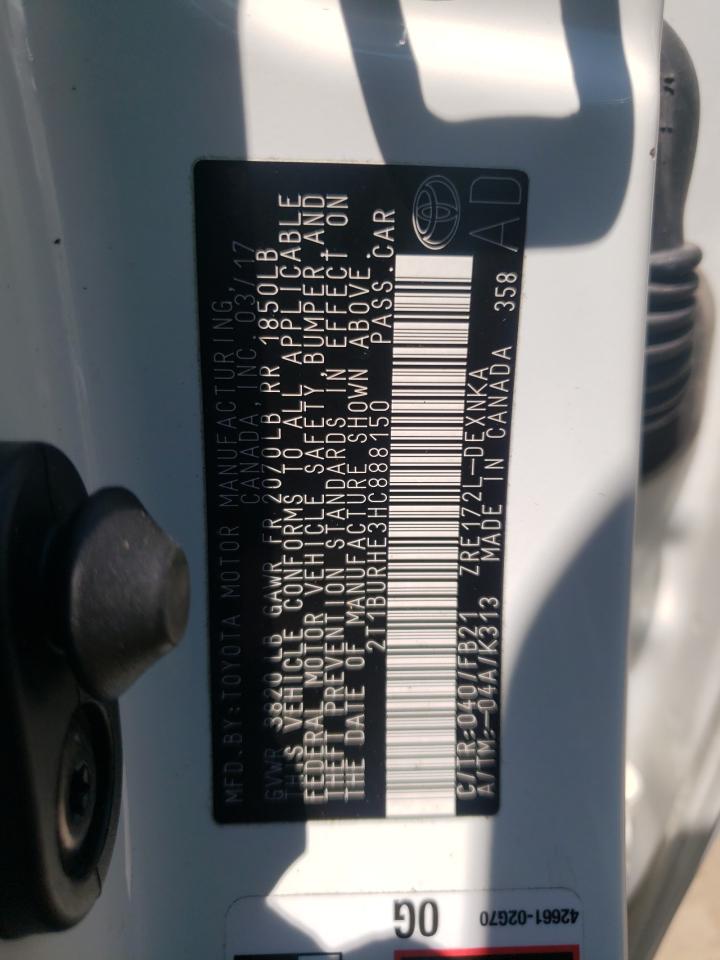 MFD.BY:TOYOTA MOTOR MANUFACTURING,
CANADA, INC. 03/17
GVWR 3820 LB GAWR FR 2070LB RR 1850LB
THIS VEHICLE CONFORMS TO ALL APPLICABLE
FEDERAL MOTOR VEHICLE SAFETY, BUMPER, AND
THEFT PREVENTION STANDARDS IN EFFECT ON
THE DATE OF MANUFACTURE SHOWN ABOVE.
2T1BURHE3HC888150 PASS.CAR
C/TR:040/FB21 ZRE172L-DEXNKA
A/TM:-04A/K313 MADE IN CANADA 358
AD
0G
42661-02G70